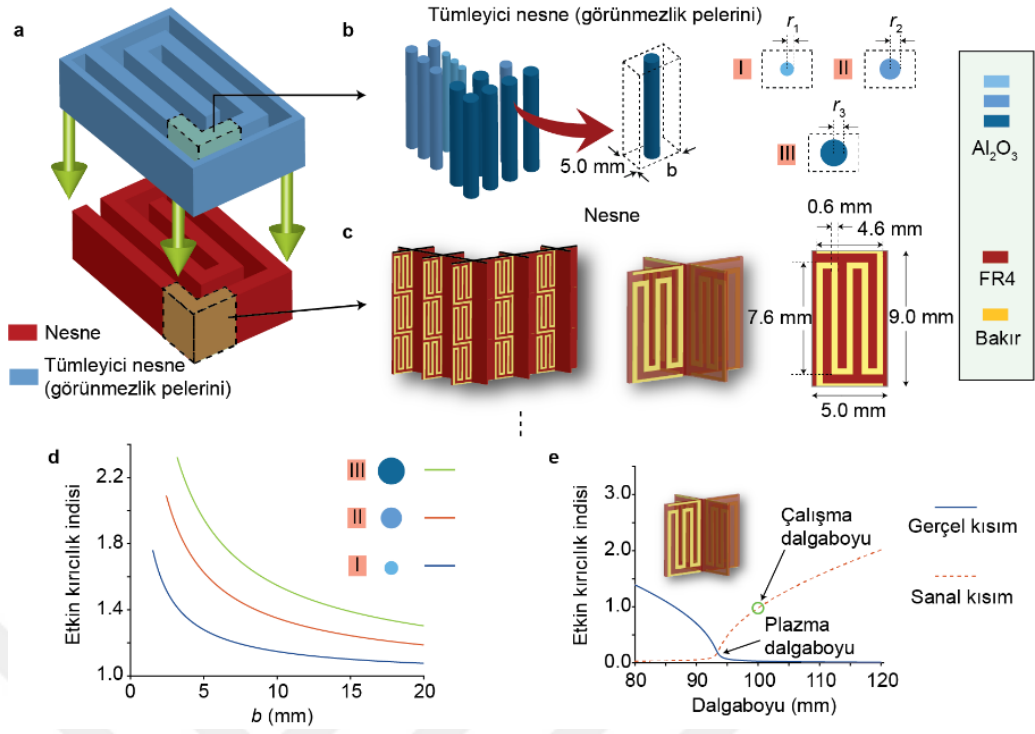 a
Nesne
Tümleyici nesne
(görünmezlik pelerini)
b
Tümleyici nesne (görünmezlik pelerini)
5.0 mm
b
I
r1
II
r2
III
r3
Al2O3
FR4
Bakır
c
Nesne
0.6 mm
4.6 mm
7.6 mm
9.0 mm
5.0 mm
d
Etkin kırıcılık indisi
2.2
1.8
1.4
1.0
0
5
10
15
20
b (mm)
III
II
I
e
Etkin kırıcılık indisi
3.0
2.0
1.0
0.0
80
90
100
110
120
Dalgaboyu (mm)
Çalışma
dalgaboyu
Plazma
dalgaboyu
Gerçel kısım
Sanal kısım